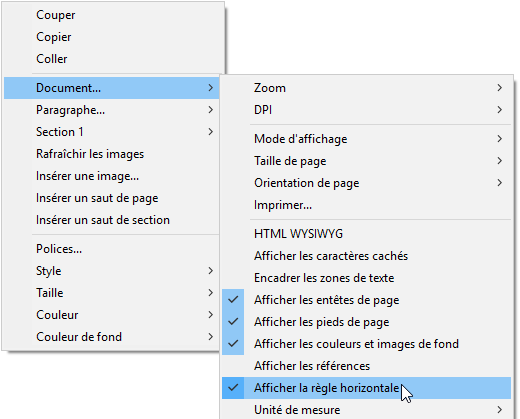 Couper
Copier
Coller
Document...
Paragraphe...
Section 1
Rafraîchir les images
Insérer une image...
Insérer un saut de page
Insérer un saut de section
Polices...
Style
Taille
Couleur
Couleur de fond
Zoom
DPI
Mode d'affichage
Taille de page
Orientation de page
Imprimer...
HTML WYSIWYG
Afficher les caractères cachés
Encadrer les zones de texte
Afficher les entêtes de page
Afficher les pieds de page
Afficher les couleurs et images de fond
Afficher les références
Afficher la règle horizontale
Unité de mesure